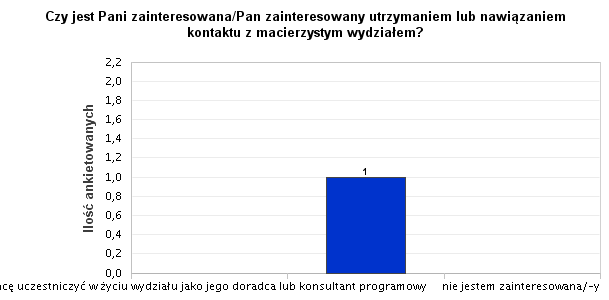 Czy jest Pani zainteresowana/Pan zainteresowany utrzymaniem lub nawiązaniem
kontaktu z macierzystym wydziałem?
Ilość ankietowanych
2,2
2,0
1,8
1,6
1,4
1,2
1,0
0,8
0,6
0,4
0,2
0,0
1
uczestniczyć w życiu wydziału jako jego doradca lub konsultant programowy
nie jestem zainteresowana/-y